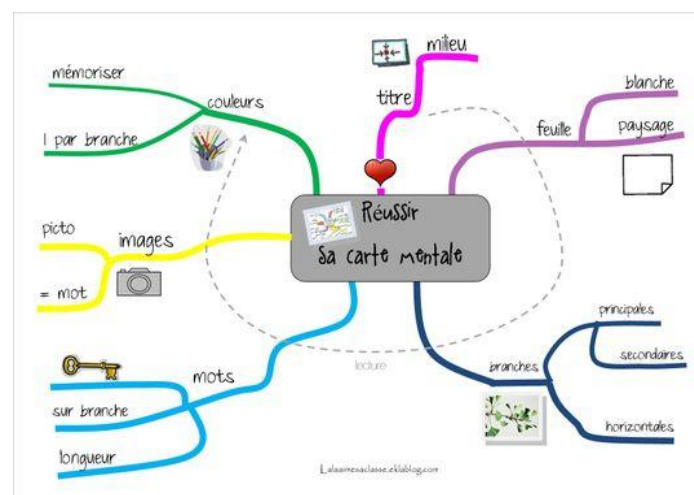 Réussir
Sa carte mentale
milieu
titre
blanche
feuille
paysage
principales
secondaires
branches
horizontales
mots
sur branche
longueur
images
picto
= mot
couleurs
mémoriser
1 par branche
lecture
Lalaaimesaclasse.eklablog.com